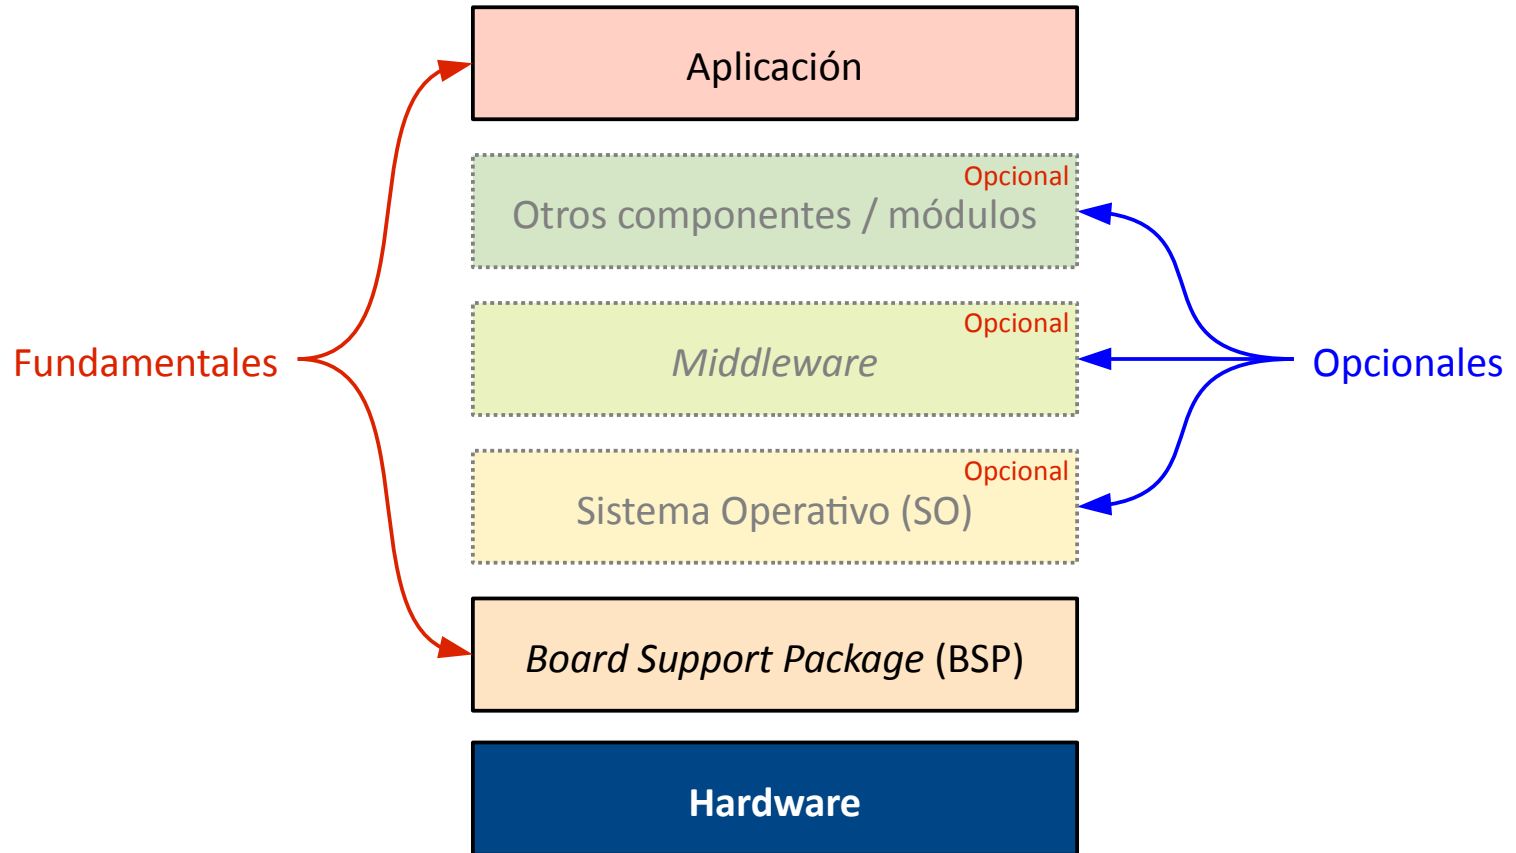 Aplicación
Opcional
Otros componentes / módulos
Opcional
Fundamentales
Middleware
Opcionales
Opcional
Sistema Operativo (SO)
Board Support Package (BSP)
Hardware